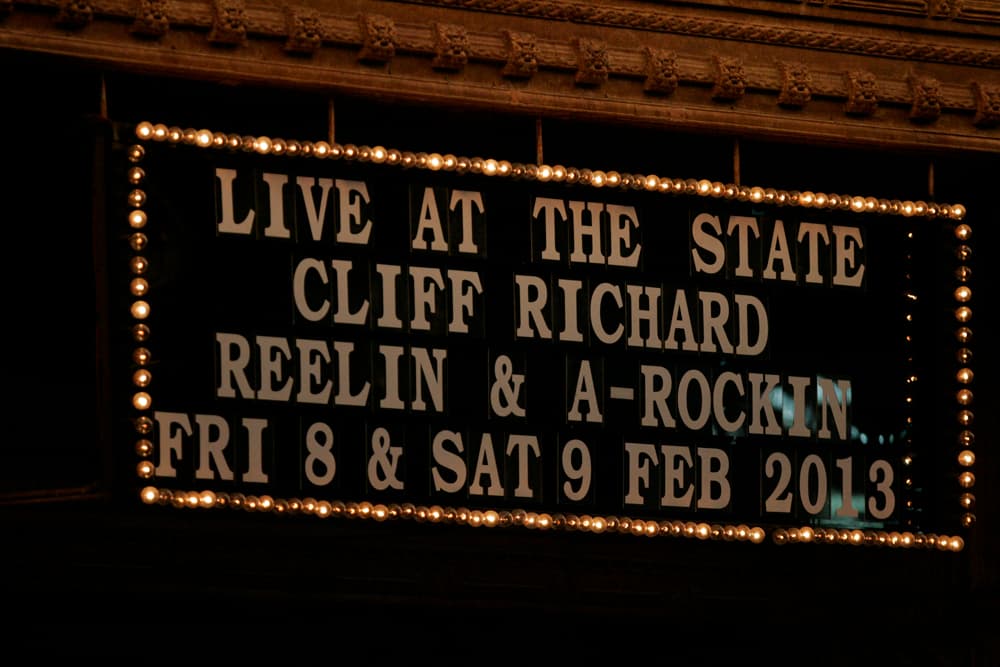 LIVE AT THE STATE
CLIFF RICHARD
REELIN & A-ROCKIN
FRI 8 & SAT 9 FEB 2013